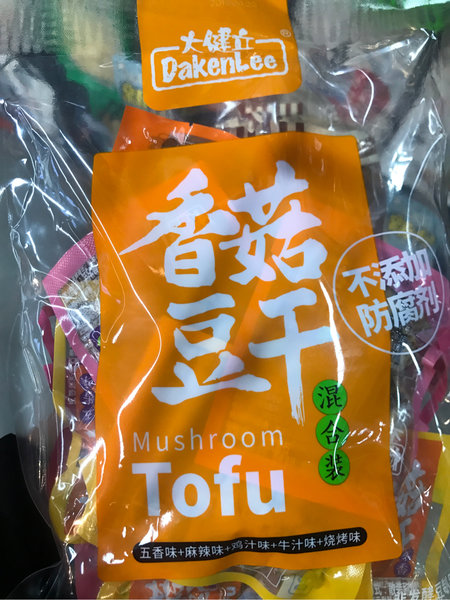 大健丘
DakenLee®
香菇
豆干
不添加
防腐剂
混合装
Mushroom
Tofu
五香味+麻辣味+鸡汁味+牛汁味+烧烤味